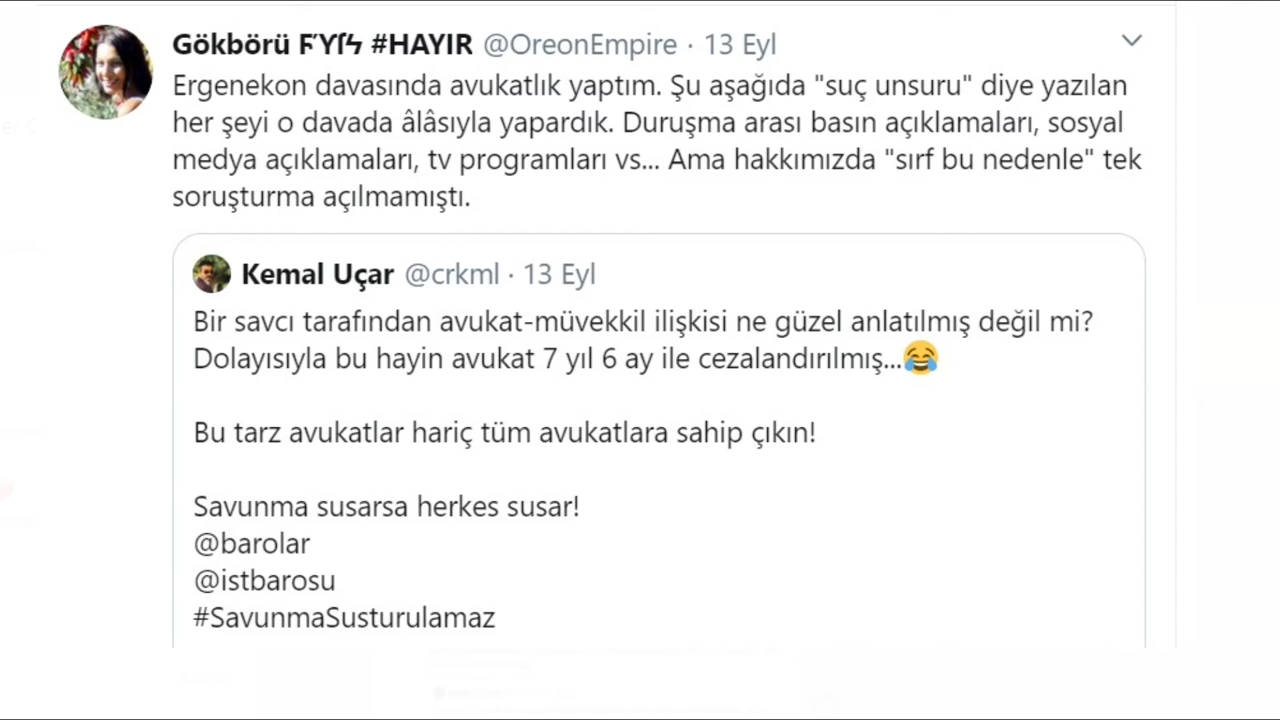 Gökbörü #HAYIR @OreonEmpire · 13 Eyl
Ergenekon davasında avukatlık yaptım. Şu aşağıda "suç unsuru" diye yazılan
her şeyi o davada âlâsıyla yapardık. Duruşma arası basın açıklamaları, sosyal
medya açıklamaları, tv programları vs... Ama hakkımızda "sırf bu nedenle" tek
soruşturma açılmamıştı.
Kemal Uçar @crkml · 13 Eyl
Bir savcı tarafından avukat-müvekkil ilişkisi ne güzel anlatılmış değil mi?
Dolayısıyla bu hayin avukat 7 yıl 6 ay ile cezalandırılmış...😂
Bu tarz avukatlar hariç tüm avukatlara sahip çıkın!
Savunma susarsa herkes susar!
@barolar
@istbarosu
#SavunmaSusturulamaz